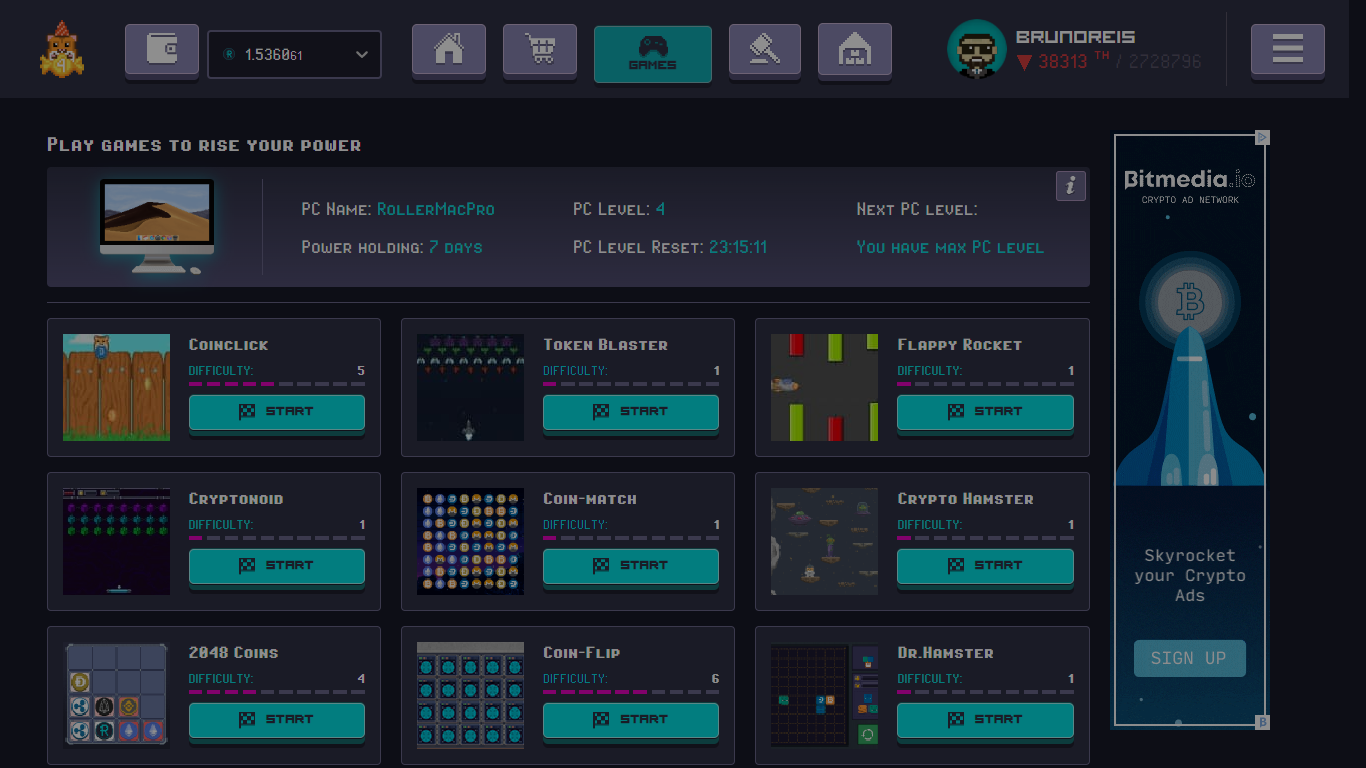 1.536061
GAMES
BRUNOREIS
38313 TH / 2728796
PLAY GAMES TO RISE YOUR POWER
PC NAME: ROLLERMACPRO
PC LEVEL: 4
NEXT PC LEVEL:
POWER HOLDING: 7 DAYS
PC LEVEL RESET: 23:15:11
YOU HAVE MAX PC LEVEL
i
COINCLICK
DIFFICULTY: 5
START
TOKEN BLASTER
DIFFICULTY: 1
START
FLAPPY ROCKET
DIFFICULTY: 1
START
CRYPTONOID
DIFFICULTY: 1
START
COIN-MATCH
DIFFICULTY: 1
START
CRYPTO HAMSTER
DIFFICULTY: 1
START
2048 COINS
DIFFICULTY: 4
START
COIN-FLIP
DIFFICULTY: 6
START
DR.HAMSTER
DIFFICULTY: 1
START
Bitmedia.io
CRYPTO AD NETWORK
Skyrocket
your Crypto
Ads
SIGN UP